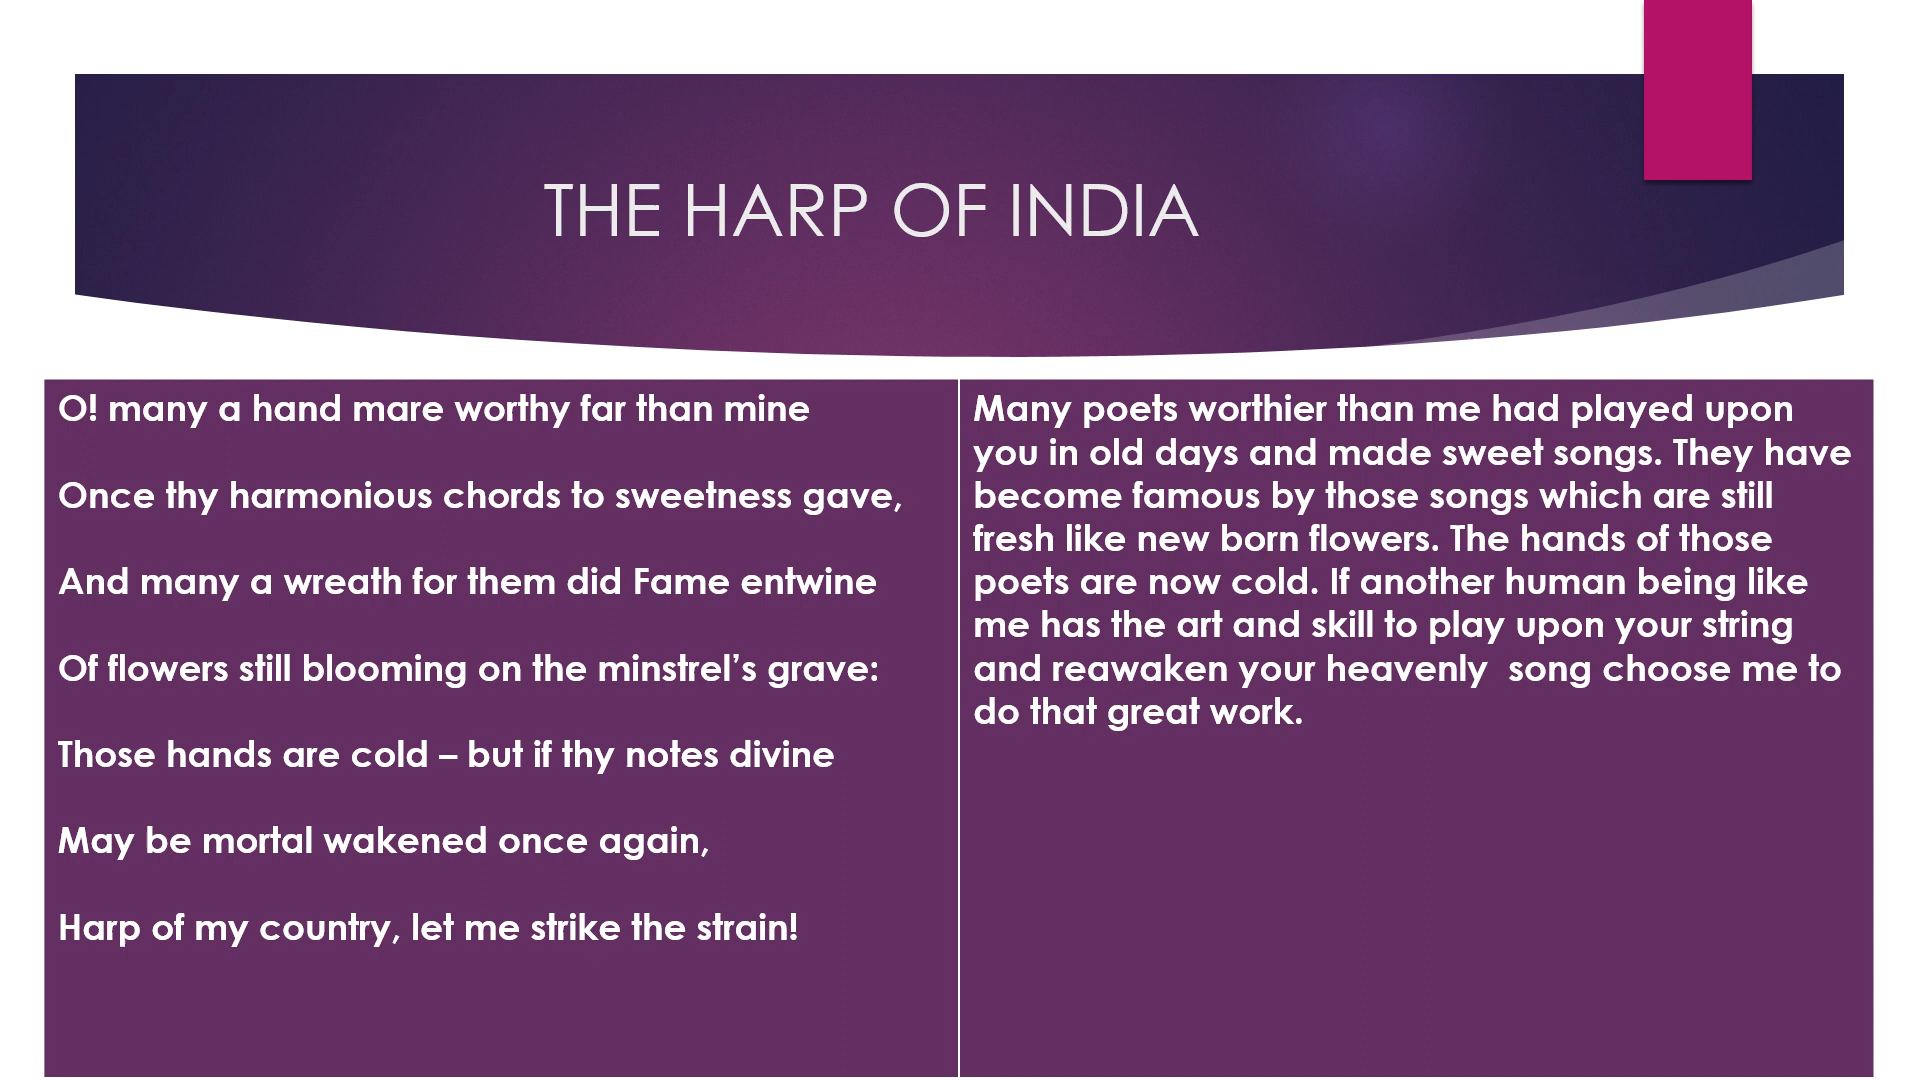 THE HARP OF INDIA
O! many a hand mare worthy far than mine
Once thy harmonious chords to sweetness gave,
And many a wreath for them did Fame entwine
Of flowers still blooming on the minstrel’s grave:
Those hands are cold – but if thy notes divine
May be mortal wakened once again,
Harp of my country, let me strike the strain!
Many poets worthier than me had played upon
you in old days and made sweet songs. They have
become famous by those songs which are still
fresh like new born flowers. The hands of those
poets are now cold. If another human being like
me has the art and skill to play upon your string
and reawaken your heavenly  song choose me to
do that great work.